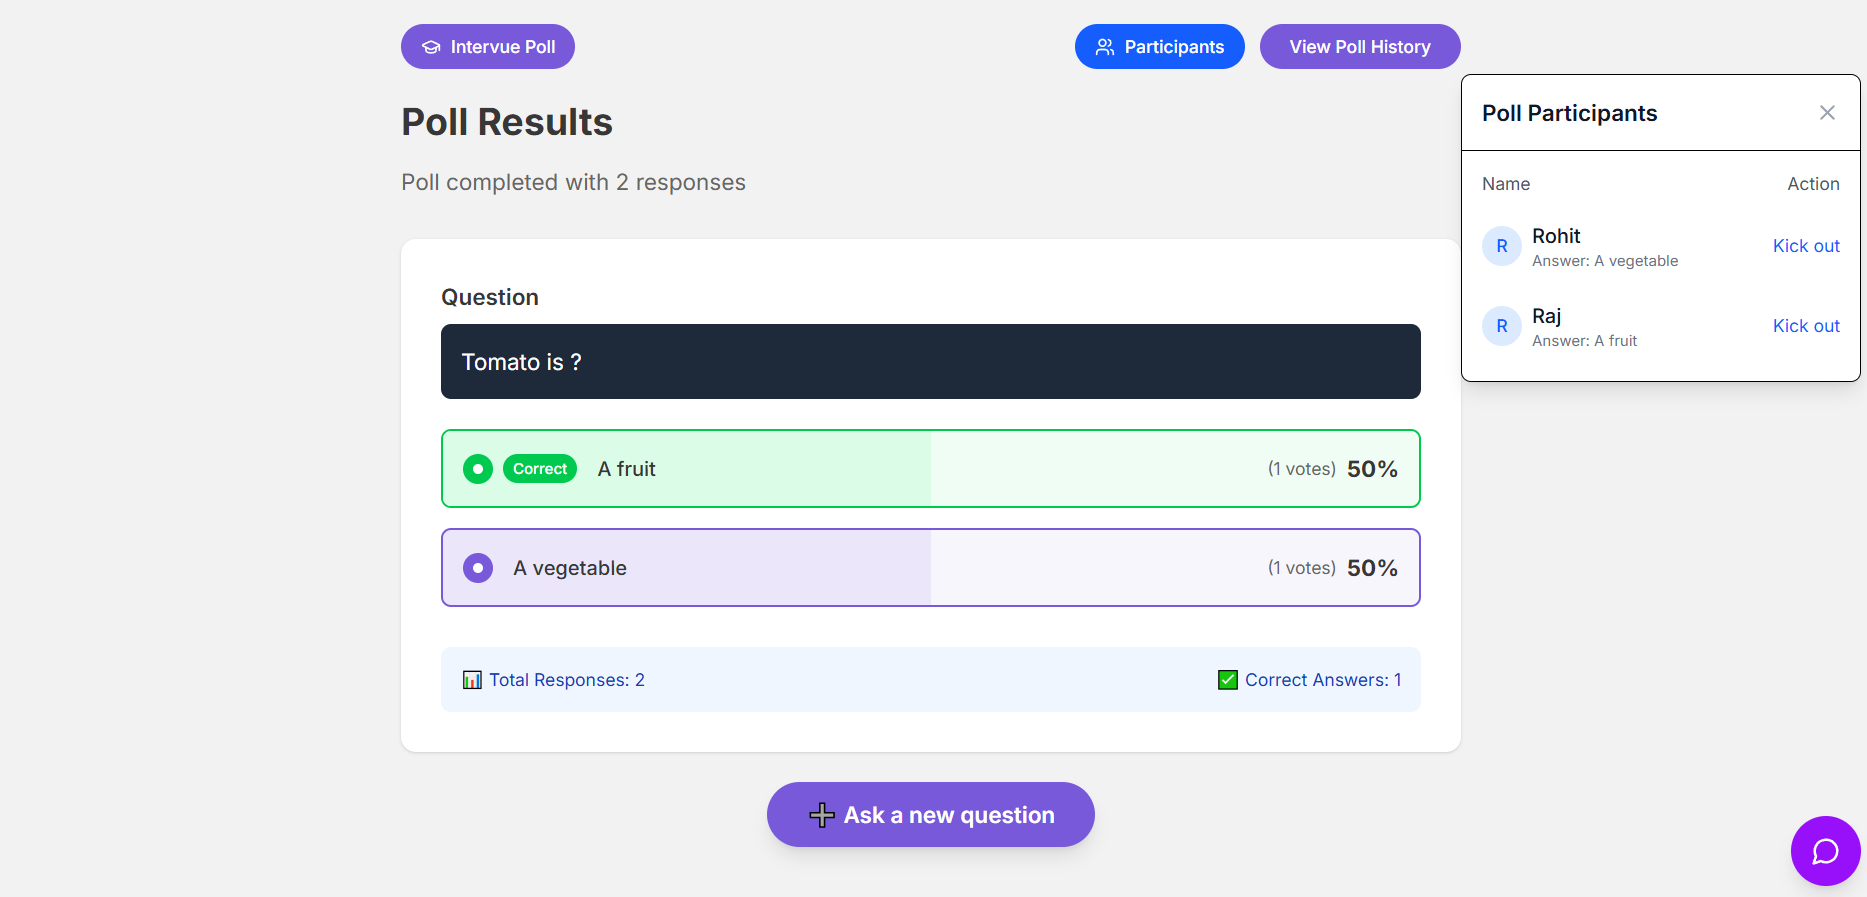 Intervue Poll
Participants
View Poll History
Poll Results
Poll completed with 2 responses
Question
Tomato is ?
Correct A fruit (1 votes) 50%
A vegetable (1 votes) 50%
📊 Total Responses: 2 ✅ Correct Answers: 1
➕ Ask a new question
Poll Participants
Name Action
R Rohit Kick out
Answer: A vegetable
R Raj Kick out
Answer: A fruit